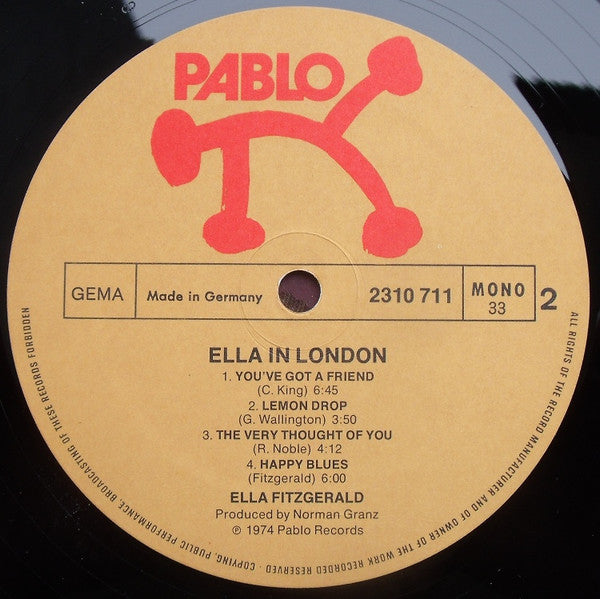 PABLO
GEMA
Made in Germany
2310 711
MONO
33
2
ELLA IN LONDON
1. YOU'VE GOT A FRIEND
(C. King) 6:45
2. LEMON DROP
(G. Wallington) 3:50
3. THE VERY THOUGHT OF YOU
(R. Noble) 4:12
4. HAPPY BLUES
(Fitzgerald) 6:00
ELLA FITZGERALD
Produced by Norman Granz
℗ 1974 Pablo Records
ALL RIGHTS OF THE RECORD MANUFACTURER AND OF OWNER OF THE WORK RECORDED RESERVED · COPYING, PUBLIC PERFORMANCE, BROADCASTING OF THESE RECORDS FORBIDDEN